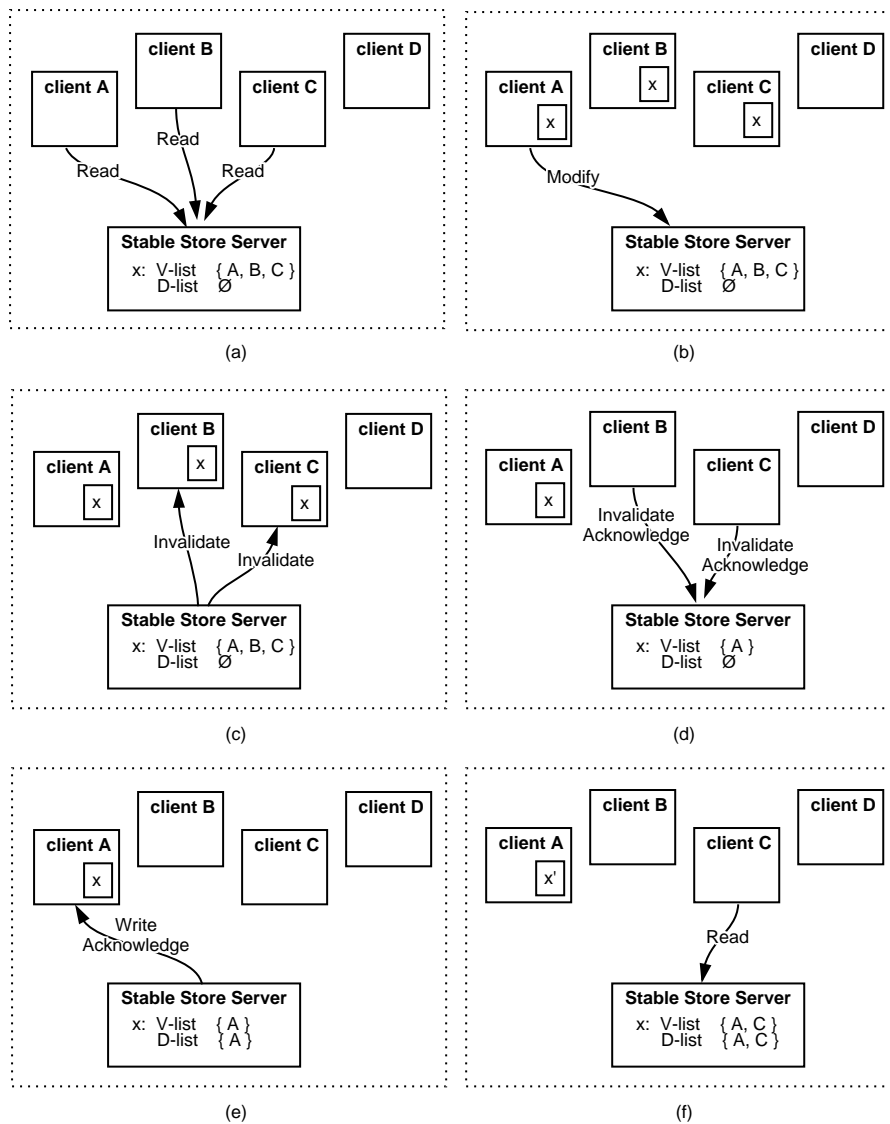 client B
client D
client A
client C
Read
Read
Read
Stable Store Server
x: V-list { A, B, C }
D-list Ø
(a)
client B
client D
client A
client C
x
x
x
Modify
Stable Store Server
x: V-list { A, B, C }
D-list Ø
(b)
client B
client D
client A
client C
x
x
x
Invalidate
Invalidate
Stable Store Server
x: V-list { A, B, C }
D-list Ø
(c)
client B
client D
client A
client C
x
Invalidate
Acknowledge
Invalidate
Acknowledge
Stable Store Server
x: V-list { A }
D-list Ø
(d)
client B
client D
client A
client C
x
Write
Acknowledge
Stable Store Server
x: V-list { A }
D-list { A }
(e)
client B
client D
client A
client C
x'
Read
Stable Store Server
x: V-list { A, C }
D-list { A, C }
(f)